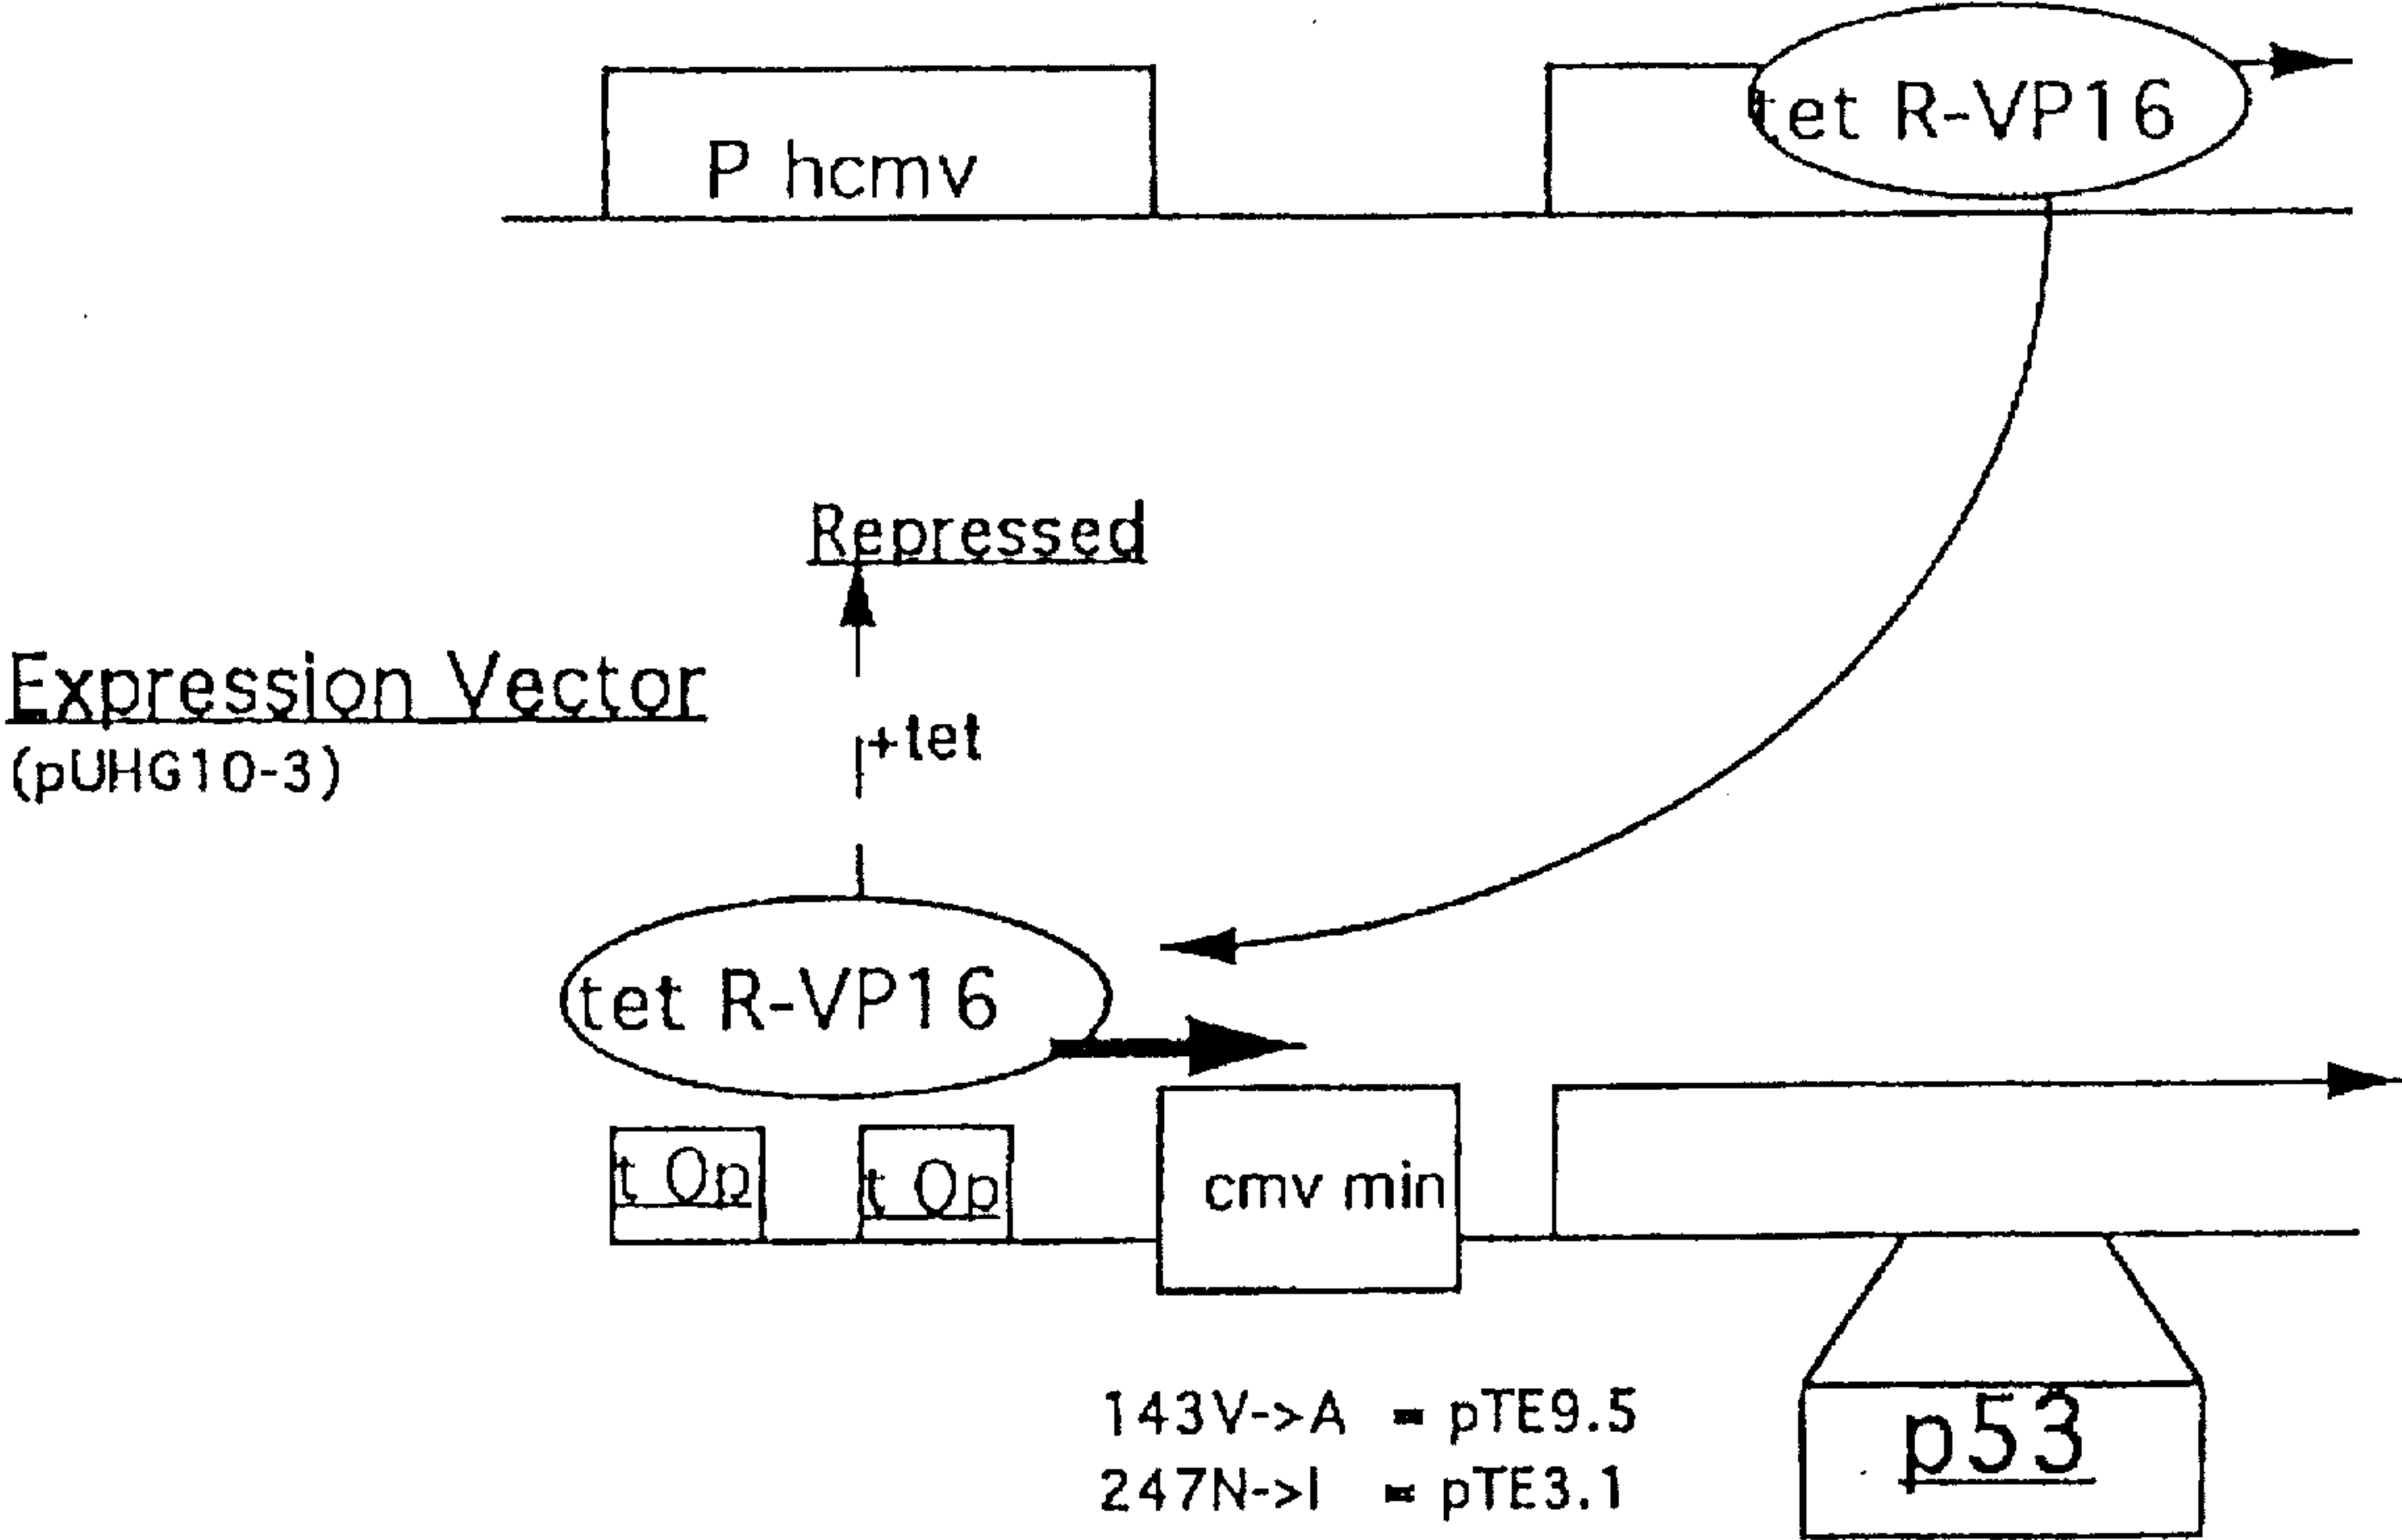 P hcmv
tet R-VP16
Repressed
Expression Vector
(pUHG10-3)
+tet
tet R-VP16
t Op
t Op
cmv min
143V->A = pTE9.5
247N->I = pTE3.1
p53